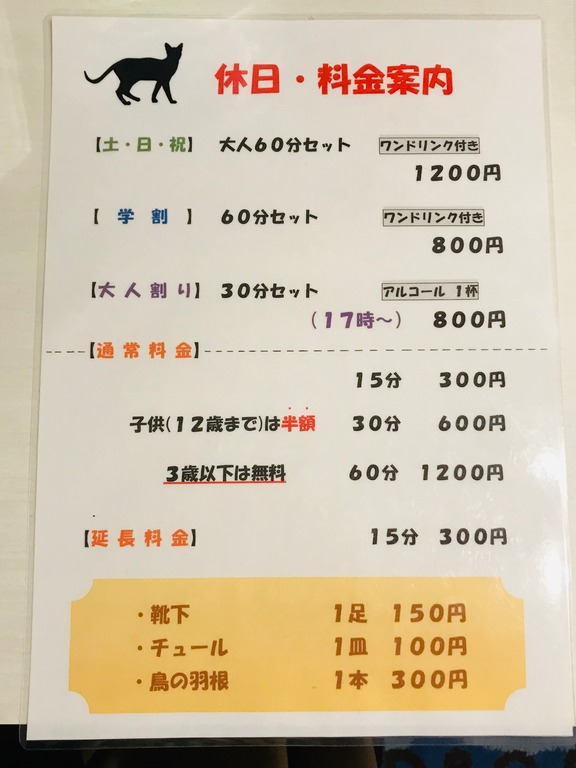 休日・料金案内
【土・日・祝】 大人60分セット ワンドリンク付き
1200円
【 学 割 】 60分セット ワンドリンク付き
800円
【大人割り】 30分セット アルコール 1杯
(17時~) 800円
【通常料金】
15分 300円
子供(12歳まで)は半額 30分 600円
3歳以下は無料 60分 1200円
【延長料金】 15分 300円
・靴下 1足 150円
・チュール 1皿 100円
・鳥の羽根 1本 300円